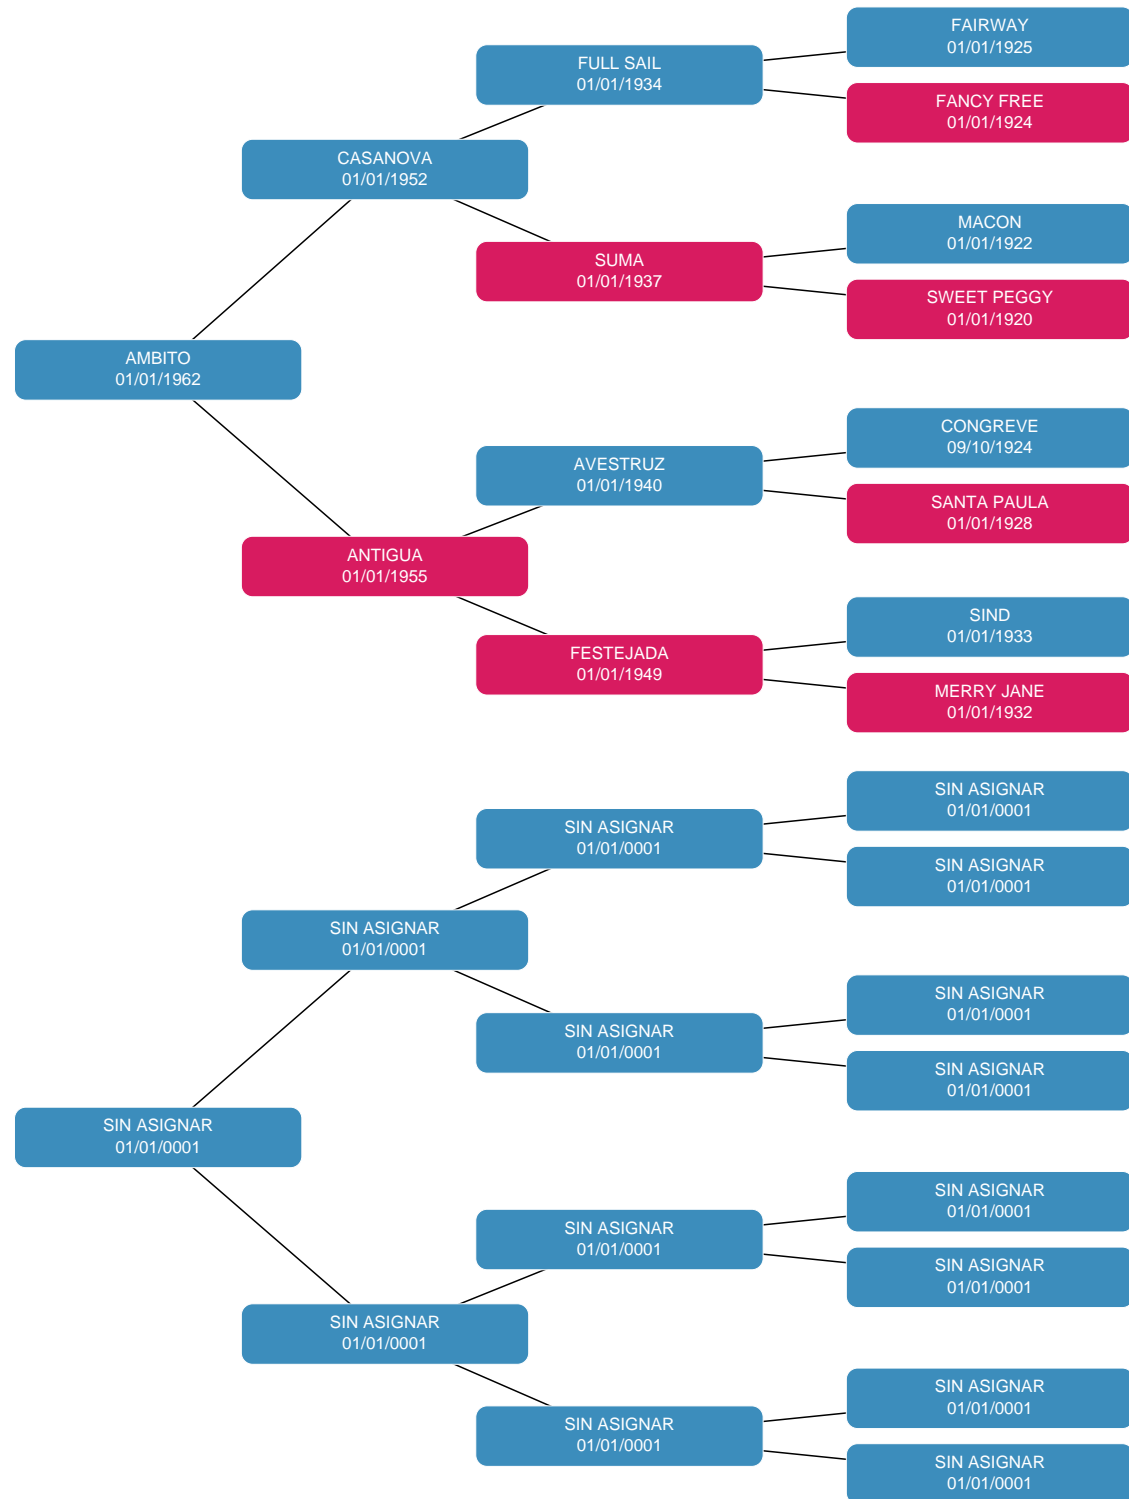 FAIRWAY
01/01/1925
FULL SAIL
01/01/1934
FANCY FREE
01/01/1924
CASANOVA
01/01/1952
MACON
01/01/1922
SUMA
01/01/1937
SWEET PEGGY
01/01/1920
AMBITO
01/01/1962
CONGREVE
09/10/1924
AVESTRUZ
01/01/1940
SANTA PAULA
01/01/1928
ANTIGUA
01/01/1955
SIND
01/01/1933
FESTEJADA
01/01/1949
MERRY JANE
01/01/1932
SIN ASIGNAR
01/01/0001
SIN ASIGNAR
01/01/0001
SIN ASIGNAR
01/01/0001
SIN ASIGNAR
01/01/0001
SIN ASIGNAR
01/01/0001
SIN ASIGNAR
01/01/0001
SIN ASIGNAR
01/01/0001
SIN ASIGNAR
01/01/0001
SIN ASIGNAR
01/01/0001
SIN ASIGNAR
01/01/0001
SIN ASIGNAR
01/01/0001
SIN ASIGNAR
01/01/0001
SIN ASIGNAR
01/01/0001
SIN ASIGNAR
01/01/0001
SIN ASIGNAR
01/01/0001